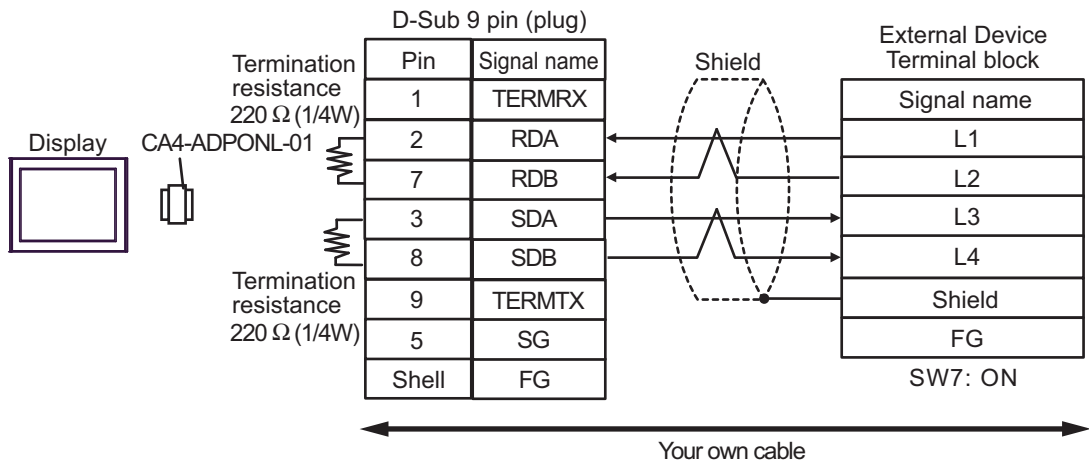 D-Sub 9 pin (plug)
External Device
Terminal block
Termination
resistance
220 Ω (1/4W)
Pin Signal name
Shield
Signal name
1 TERMRX
Display CA4-ADPONL-01
2 RDA
L1
7 RDB
L2
3 SDA
L3
8 SDB
L4
Termination
resistance
220 Ω (1/4W)
9 TERMTX
Shield
5 SG
FG
Shell FG
SW7: ON
Your own cable